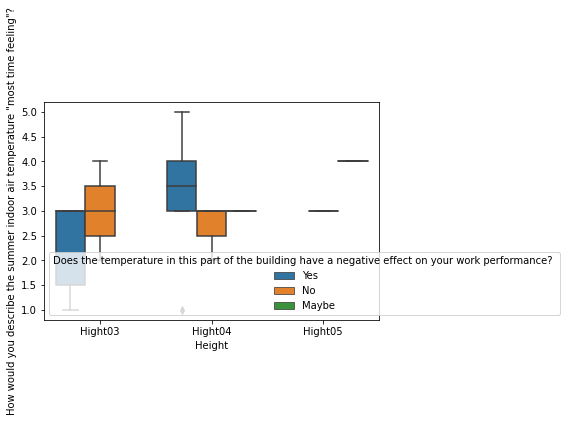 How would you describe the summer indoor air temperature "most time feeling"?
5.0
4.5
4.0
3.5
3.0
2.5
2.0
1.5
1.0
Does the temperature in this part of the building have a negative effect on your work performance?
Yes
No
Maybe
Hight03 Hight04 Hight05
Height